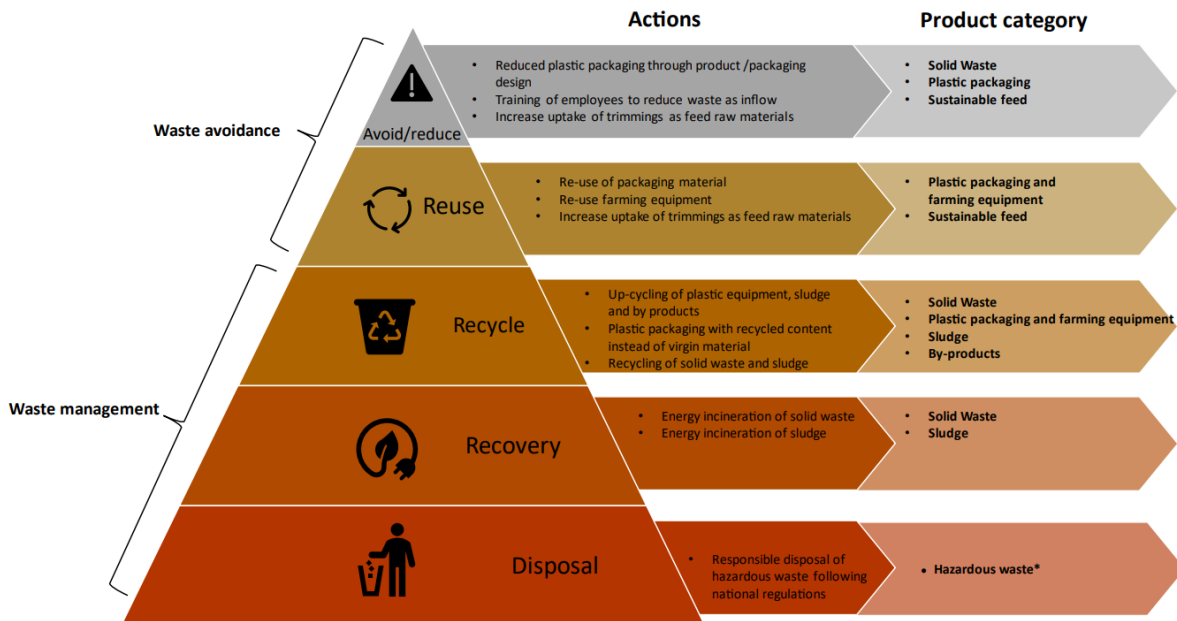 Actions
Product category
Waste avoidance
Avoid/reduce
• Reduced plastic packaging through product /packaging
design
• Training of employees to reduce waste as inflow
• Increase uptake of trimmings as feed raw materials
• Solid Waste
• Plastic packaging
• Sustainable feed
Reuse
• Re-use of packaging material
• Re-use farming equipment
• Increase uptake of trimmings as feed raw materials
• Plastic packaging and
farming equipment
• Sustainable feed
Waste management
Recycle
• Up-cycling of plastic equipment, sludge
and by products
• Plastic packaging with recycled content
instead of virgin material
• Recycling of solid waste and sludge
• Solid Waste
• Plastic packaging and farming equipment
• Sludge
• By-products
Recovery
• Energy incineration of solid waste
• Energy incineration of sludge
• Solid Waste
• Sludge
Disposal
• Responsible disposal of
hazardous waste following
national regulations
• Hazardous waste*